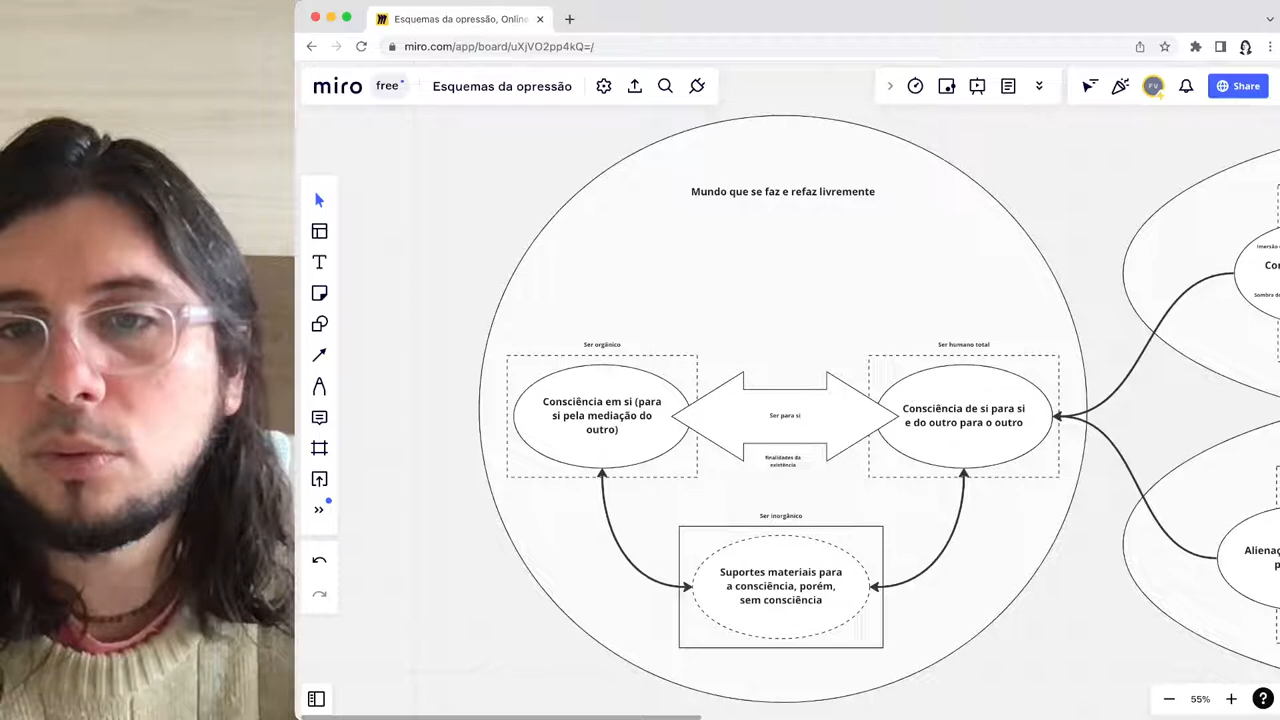 Esquemas da opressão, Online
miro.com/app/board/uXjVO2pp4kQ=/
miro
free
Esquemas da opressão
FV
Share
Mundo que se faz e refaz livremente
Ser orgânico
Ser humano total
Consciência em si (para
si pela mediação do
outro)
Ser para si
Consciência de si para si
e do outro para o outro
finalidades da
existência
Ser inorgânico
Suportes materiais para
a consciência, porém,
sem consciência
Imersão
Sombra
55%